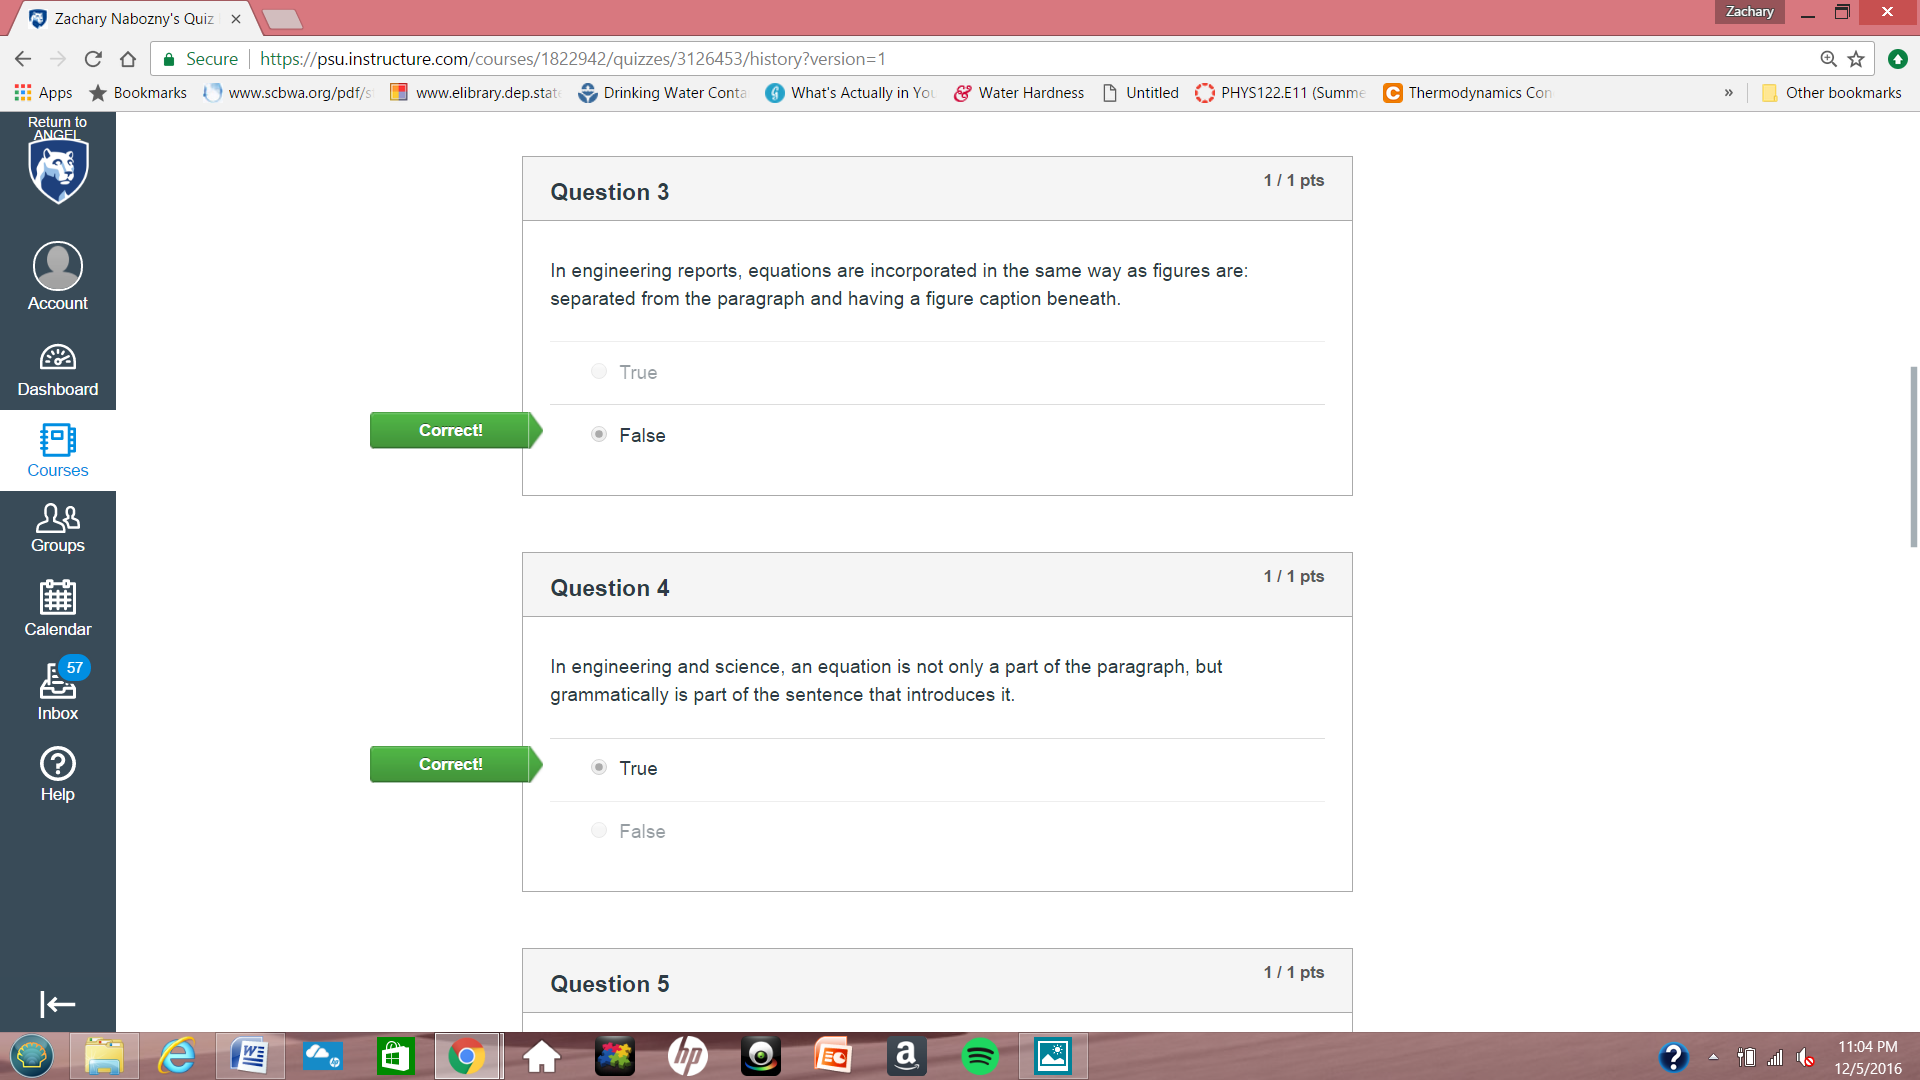 Zachary Nabozny's Quiz
Zachary
Secure
https://psu.instructure.com/courses/1822942/quizzes/3126453/history?version=1
Apps
Bookmarks
www.scbwa.org/pdf/s
www.elibrary.dep.stat
Drinking Water Conta
What's Actually in You
Water Hardness
Untitled
PHYS122.E11 (Summe
Thermodynamics Con
»
Other bookmarks
Return to
ANGEL
Account
Dashboard
Courses
Groups
Calendar
57
Inbox
Help
Question 3
1 / 1 pts
In engineering reports, equations are incorporated in the same way as figures are:
separated from the paragraph and having a figure caption beneath.
True
Correct!
False
Question 4
1 / 1 pts
In engineering and science, an equation is not only a part of the paragraph, but
grammatically is part of the sentence that introduces it.
Correct!
True
False
Question 5
1 / 1 pts
11:04 PM
12/5/2016